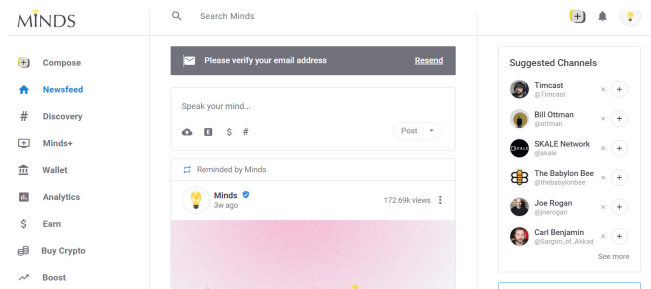 MINDS
Search Minds
Compose
Newsfeed
Discovery
Minds+
Wallet
Analytics
Earn
Buy Crypto
Boost
Please verify your email address Resend
Speak your mind...
Post
Reminded by Minds
Minds
3w ago
172.69k views
Suggested Channels
Timcast
@Timcast
Bill Ottman
@ottman
SKALE Network
@skale
The Babylon Bee
@thebabylonbee
Joe Rogan
@joerogan
Carl Benjamin
@Sargon_of_Akkad
See more